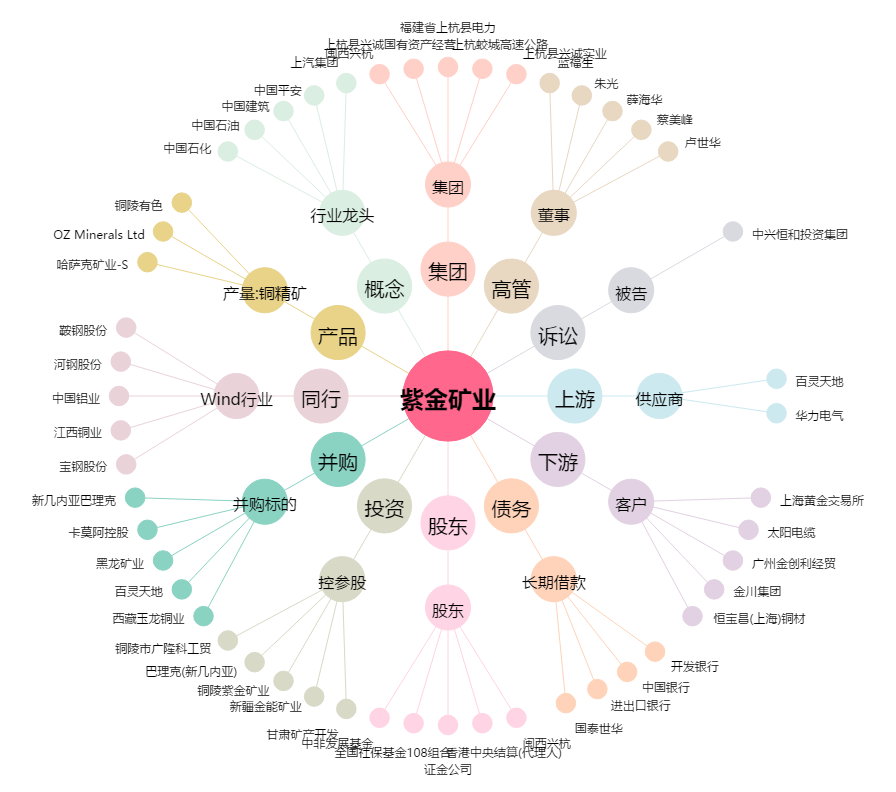 福建省上杭县电力
上杭县兴诚国有资产经营
上杭蛟城高速公路
闽西兴杭
上杭县兴诚实业
上汽集团
蓝福生
中国平安
朱光
中国建筑
薛海华
中国石油
蔡美峰
中国石化
卢世华
集团
铜陵有色
行业龙头
董事
OZ Minerals Ltd
中兴恒和投资集团
哈萨克矿业-S
集团
概念
高管
产量:铜精矿
被告
鞍钢股份
产品
诉讼
河钢股份
百灵天地
中国铝业
Wind行业
同行
紫金矿业
上游
供应商
华力电气
江西铜业
宝钢股份
并购
下游
新几内亚巴理克
并购标的
投资
股东
债务
客户
上海黄金交易所
卡莫阿控股
太阳电缆
黑龙矿业
广州金创利经贸
百灵天地
控参股
长期借款
金川集团
西藏玉龙铜业
股东
恒宝昌(上海)铜材
铜陵市广隆科工贸
巴理克(新几内亚)
开发银行
铜陵紫金矿业
中国银行
新疆金能矿业
进出口银行
甘肃矿产开发
国泰世华
中非发展基金
闽西兴杭
全国社保基金108组合
香港中央结算(代理人)
证金公司